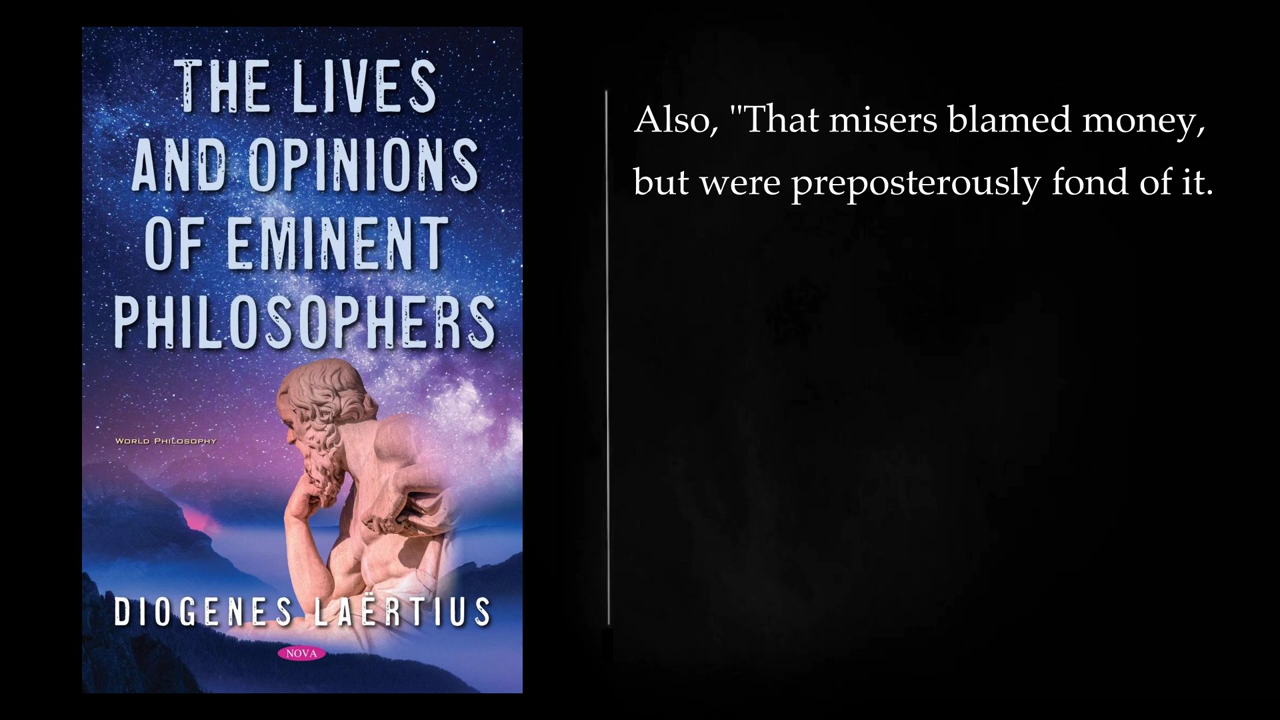 THE LIVES
AND OPINIONS
OF EMINENT
PHILOSOPHERS
WORLD PHILOSOPHY
DIOGENES LAËRTIUS
NOVA
Also, "That misers blamed money,
but were preposterously fond of it.